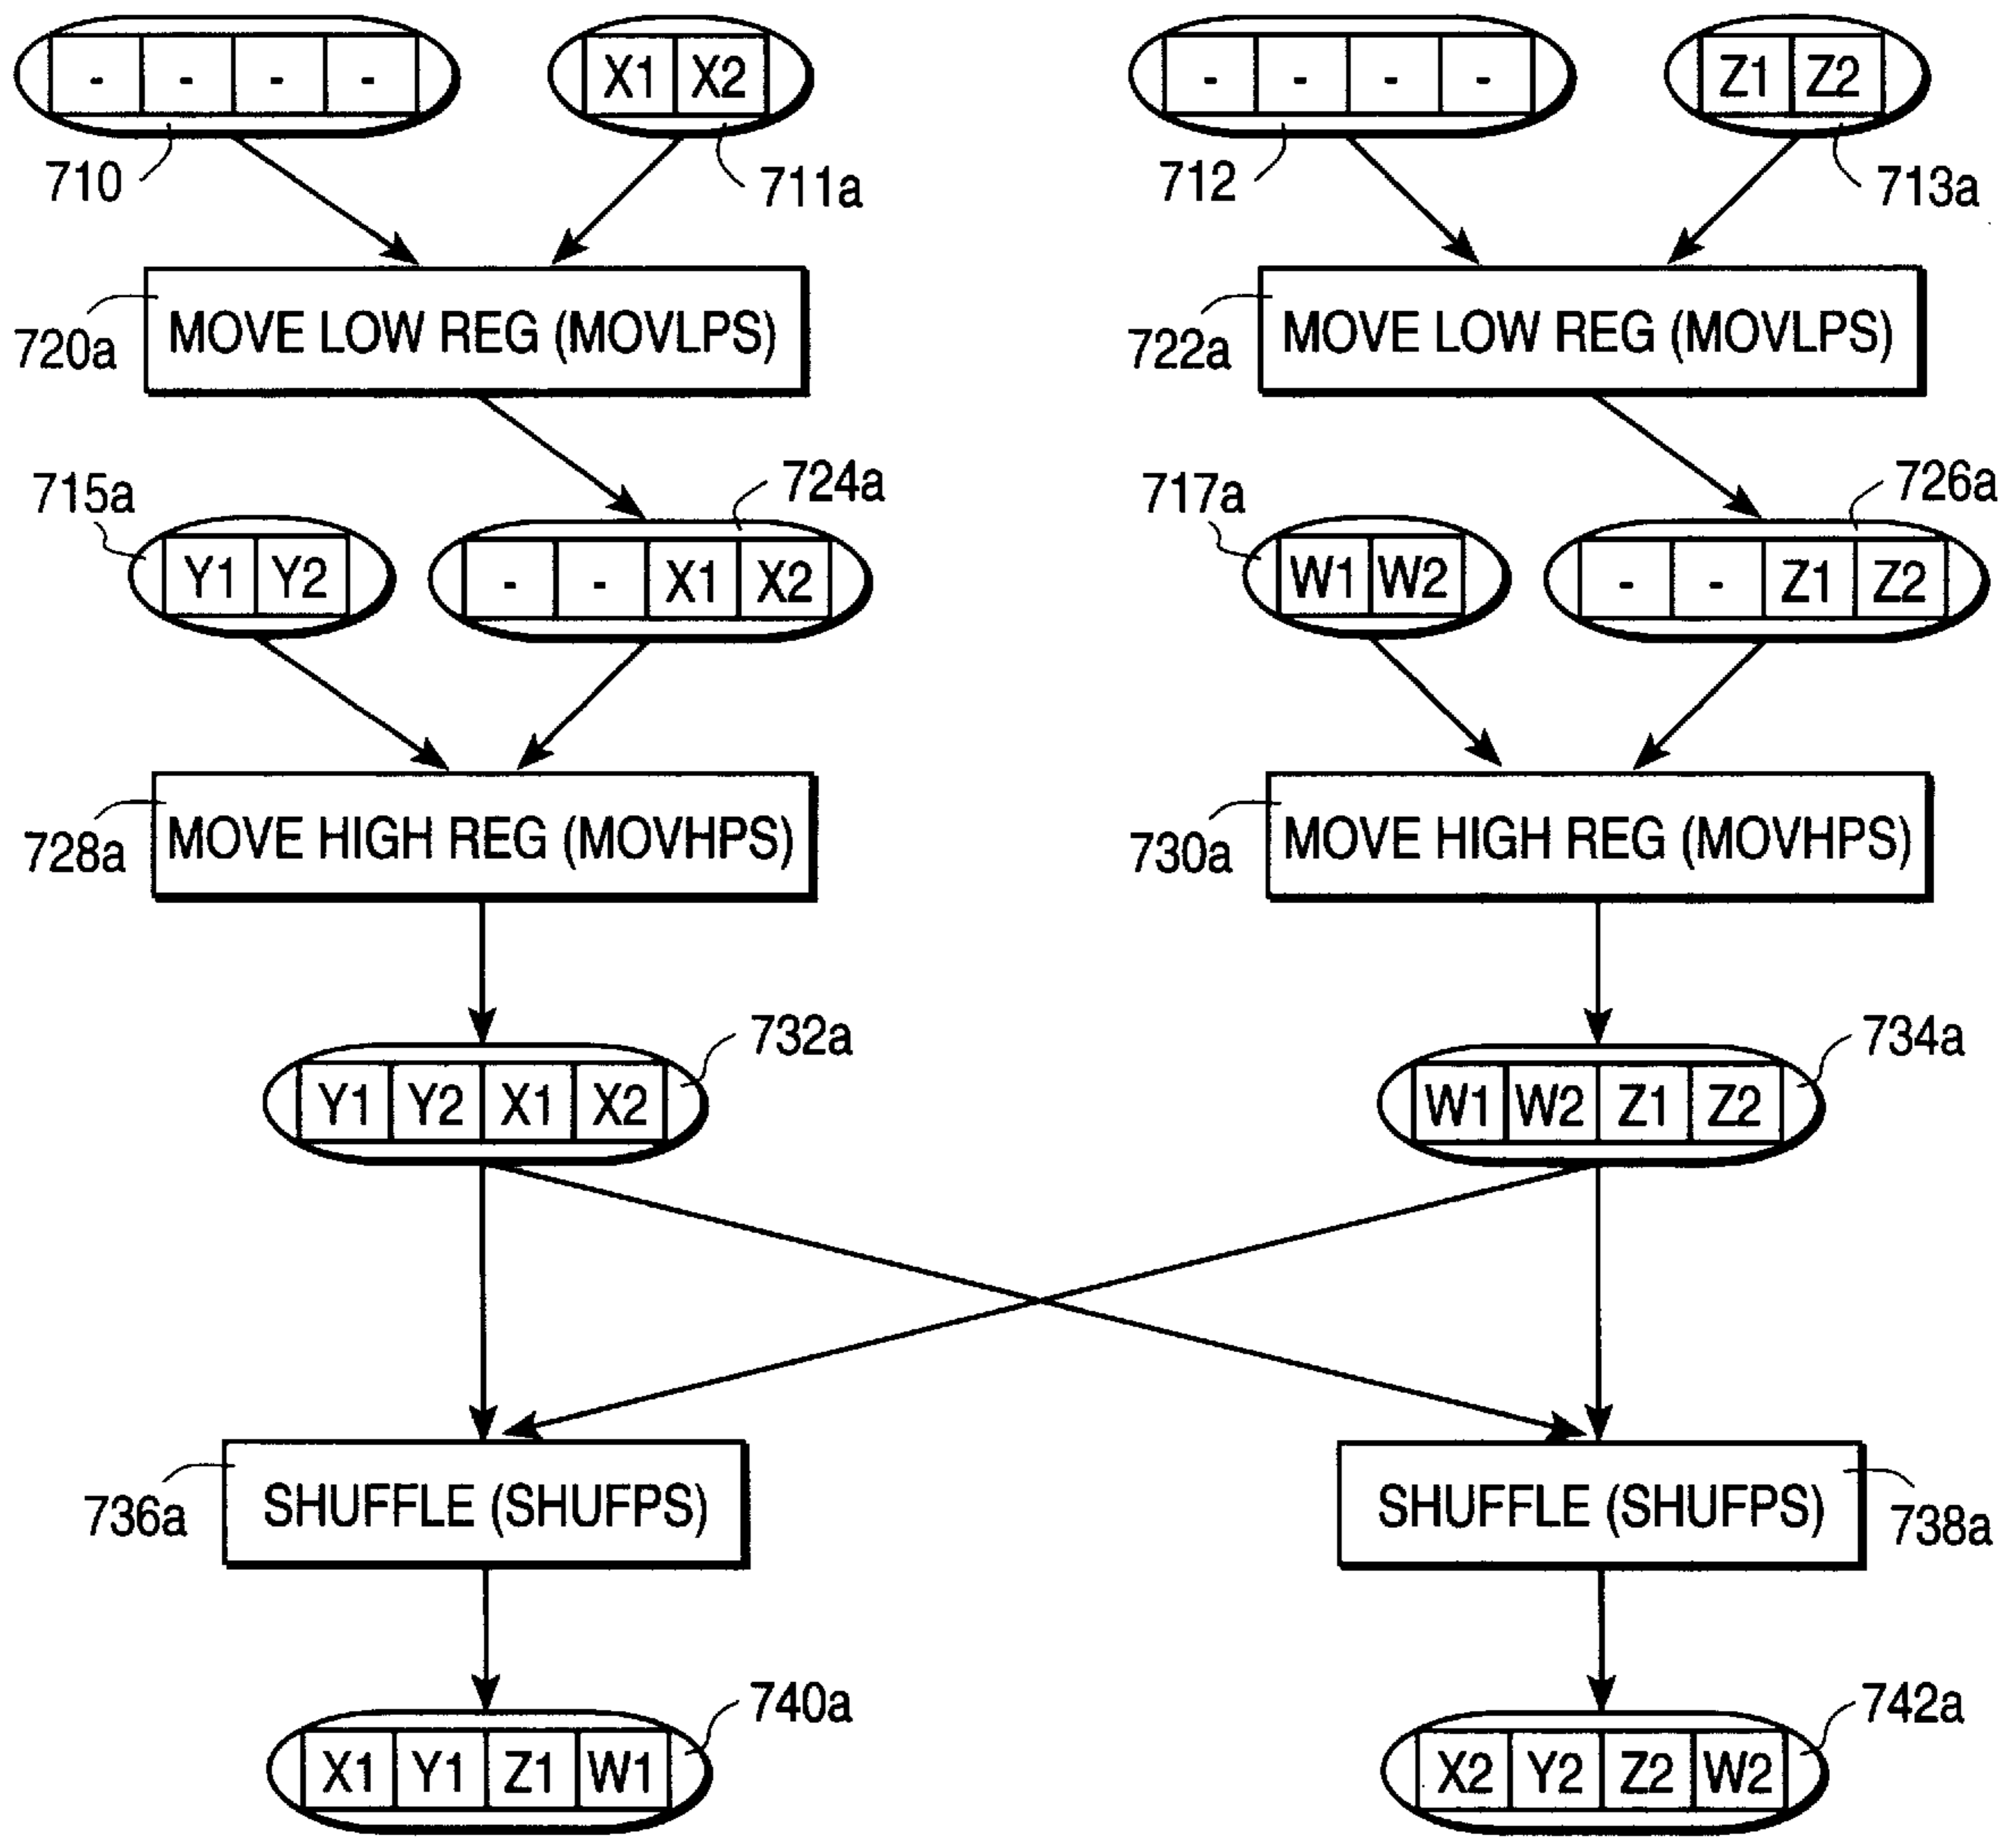 - - - -
X1 X2
- - - -
Z1 Z2
710
711a
712
713a
720a
MOVE LOW REG (MOVLPS)
722a
MOVE LOW REG (MOVLPS)
715a
724a
717a
726a
Y1 Y2
- - X1 X2
W1 W2
- - Z1 Z2
728a
MOVE HIGH REG (MOVHPS)
730a
MOVE HIGH REG (MOVHPS)
732a
734a
Y1 Y2 X1 X2
W1 W2 Z1 Z2
736a
SHUFFLE (SHUFPS)
SHUFFLE (SHUFPS)
738a
740a
742a
X1 Y1 Z1 W1
X2 Y2 Z2 W2